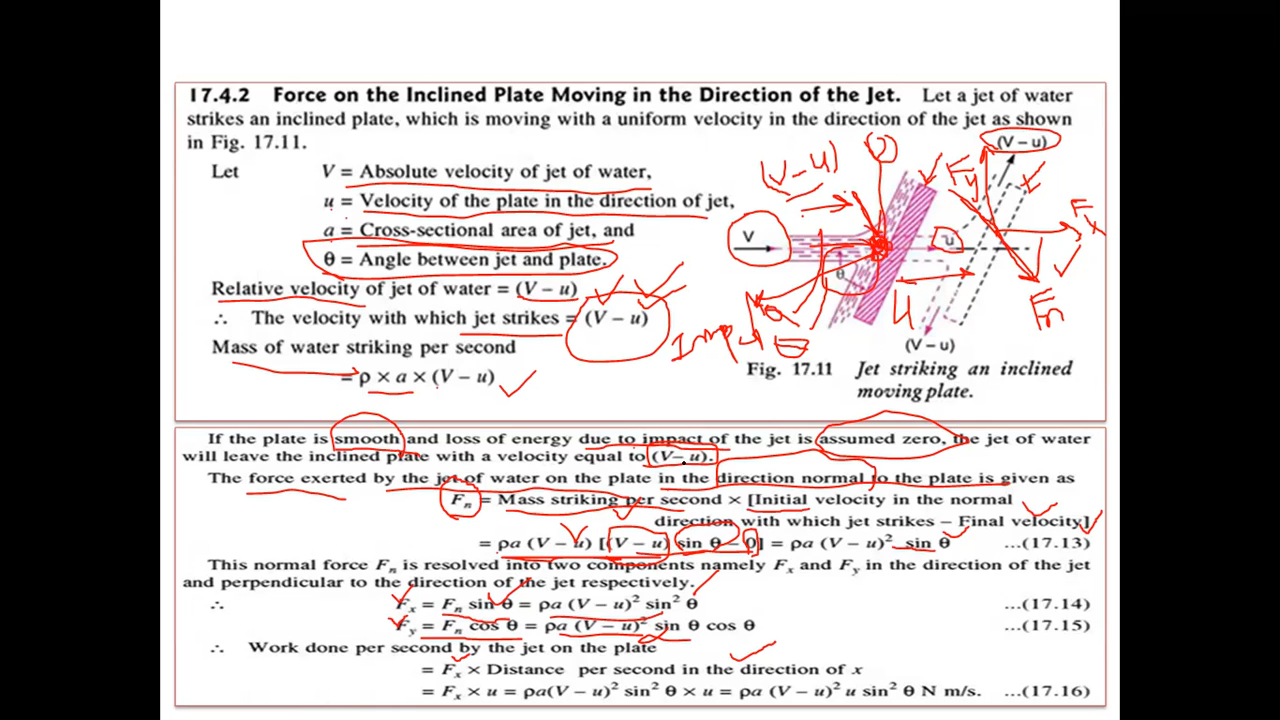 17.4.2 Force on the Inclined Plate Moving in the Direction of the Jet. Let a jet of water
strikes an inclined plate, which is moving with a uniform velocity in the direction of the jet as shown
in Fig. 17.11.
Let V = Absolute velocity of jet of water,
u = Velocity of the plate in the direction of jet,
a = Cross-sectional area of jet, and
θ = Angle between jet and plate.
Relative velocity of jet of water = (V – u)
∴ The velocity with which jet strikes = (V – u)
Mass of water striking per second
= ρ × a × (V – u)
(V – u)
(V – u)
V
u
θ
Fy
Fx
Fn
u
θ
(V – u)
Fig. 17.11 Jet striking an inclined
moving plate.
If the plate is smooth and loss of energy due to impact of the jet is assumed zero, the jet of water
will leave the inclined plate with a velocity equal to (V – u).
The force exerted by the jet of water on the plate in the direction normal to the plate is given as
Fn = Mass striking per second × [Initial velocity in the normal
direction with which jet strikes – Final velocity]
= ρa (V – u) [(V – u) sin θ – 0] = ρa (V – u)² sin θ ...(17.13)
This normal force Fn is resolved into two components namely Fx and Fy in the direction of the jet
and perpendicular to the direction of the jet respectively.
∴ Fx = Fn sin θ = ρa (V – u)² sin² θ ...(17.14)
Fy = Fn cos θ = ρa (V – u)² sin θ cos θ ...(17.15)
∴ Work done per second by the jet on the plate
= Fx × Distance per second in the direction of x
= Fx × u = ρa(V – u)² sin² θ × u = ρa (V – u)² u sin² θ N m/s. ...(17.16)